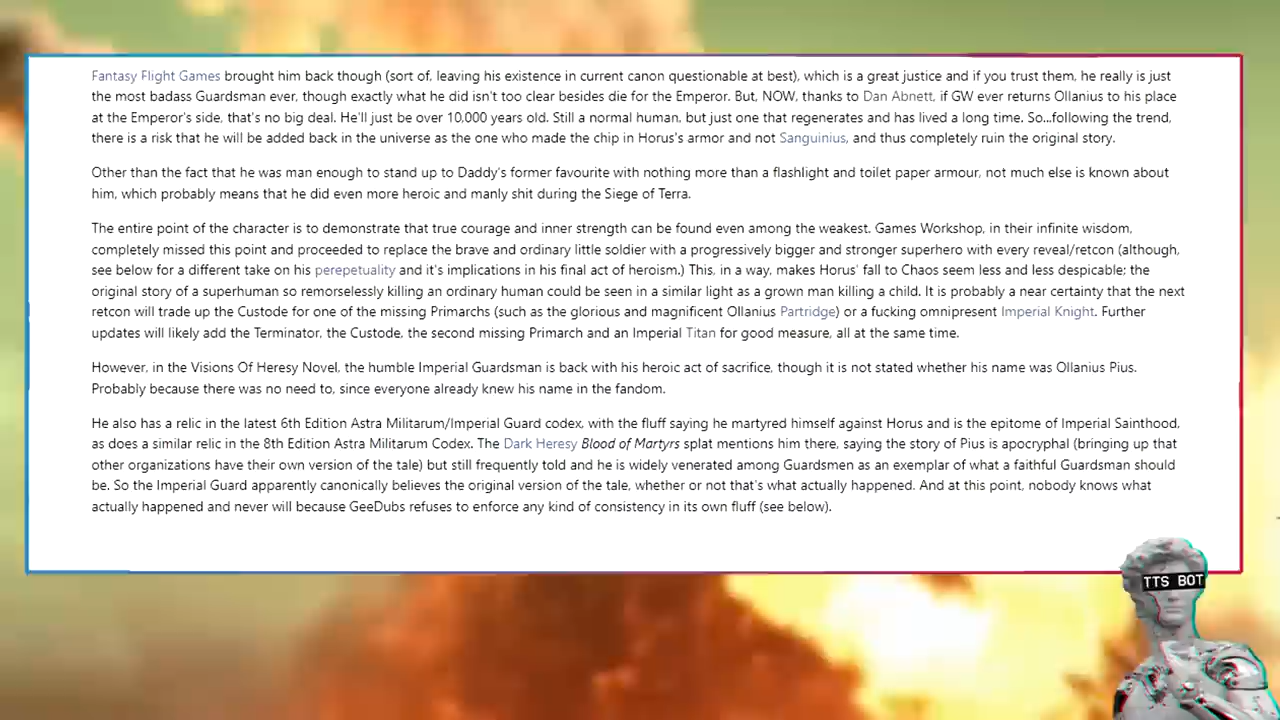 Fantasy Flight Games brought him back though (sort of, leaving his existence in current canon questionable at best), which is a great justice and if you trust them, he really is just
the most badass Guardsman ever, though exactly what he did isn't too clear besides die for the Emperor. But, NOW, thanks to Dan Abnett, if GW ever returns Ollanius to his place
at the Emperor's side, that's no big deal. He'll just be over 10,000 years old. Still a normal human, but just one that regenerates and has lived a long time. So...following the trend,
there is a risk that he will be added back in the universe as the one who made the chip in Horus's armor and not Sanguinius, and thus completely ruin the original story.
Other than the fact that he was man enough to stand up to Daddy's former favourite with nothing more than a flashlight and toilet paper armour, not much else is known about
him, which probably means that he did even more heroic and manly shit during the Siege of Terra.
The entire point of the character is to demonstrate that true courage and inner strength can be found even among the weakest. Games Workshop, in their infinite wisdom,
completely missed this point and proceeded to replace the brave and ordinary little soldier with a progressively bigger and stronger superhero with every reveal/retcon (although,
see below for a different take on his perepetuality and it's implications in his final act of heroism.) This, in a way, makes Horus' fall to Chaos seem less and less despicable; the
original story of a superhuman so remorselessly killing an ordinary human could be seen in a similar light as a grown man killing a child. It is probably a near certainty that the next
retcon will trade up the Custode for one of the missing Primarchs (such as the glorious and magnificent Ollanius Partridge) or a fucking omnipresent Imperial Knight. Further
updates will likely add the Terminator, the Custode, the second missing Primarch and an Imperial Titan for good measure, all at the same time.
However, in the Visions Of Heresy Novel, the humble Imperial Guardsman is back with his heroic act of sacrifice, though it is not stated whether his name was Ollanius Pius.
Probably because there was no need to, since everyone already knew his name in the fandom.
He also has a relic in the latest 6th Edition Astra Militarum/Imperial Guard codex, with the fluff saying he martyred himself against Horus and is the epitome of Imperial Sainthood,
as does a similar relic in the 8th Edition Astra Militarum Codex. The Dark Heresy Blood of Martyrs splat mentions him there, saying the story of Pius is apocryphal (bringing up that
other organizations have their own version of the tale) but still frequently told and he is widely venerated among Guardsmen as an exemplar of what a faithful Guardsman should
be. So the Imperial Guard apparently canonically believes the original version of the tale, whether or not that's what actually happened. And at this point, nobody knows what
actually happened and never will because GeeDubs refuses to enforce any kind of consistency in its own fluff (see below).
TTS BOT